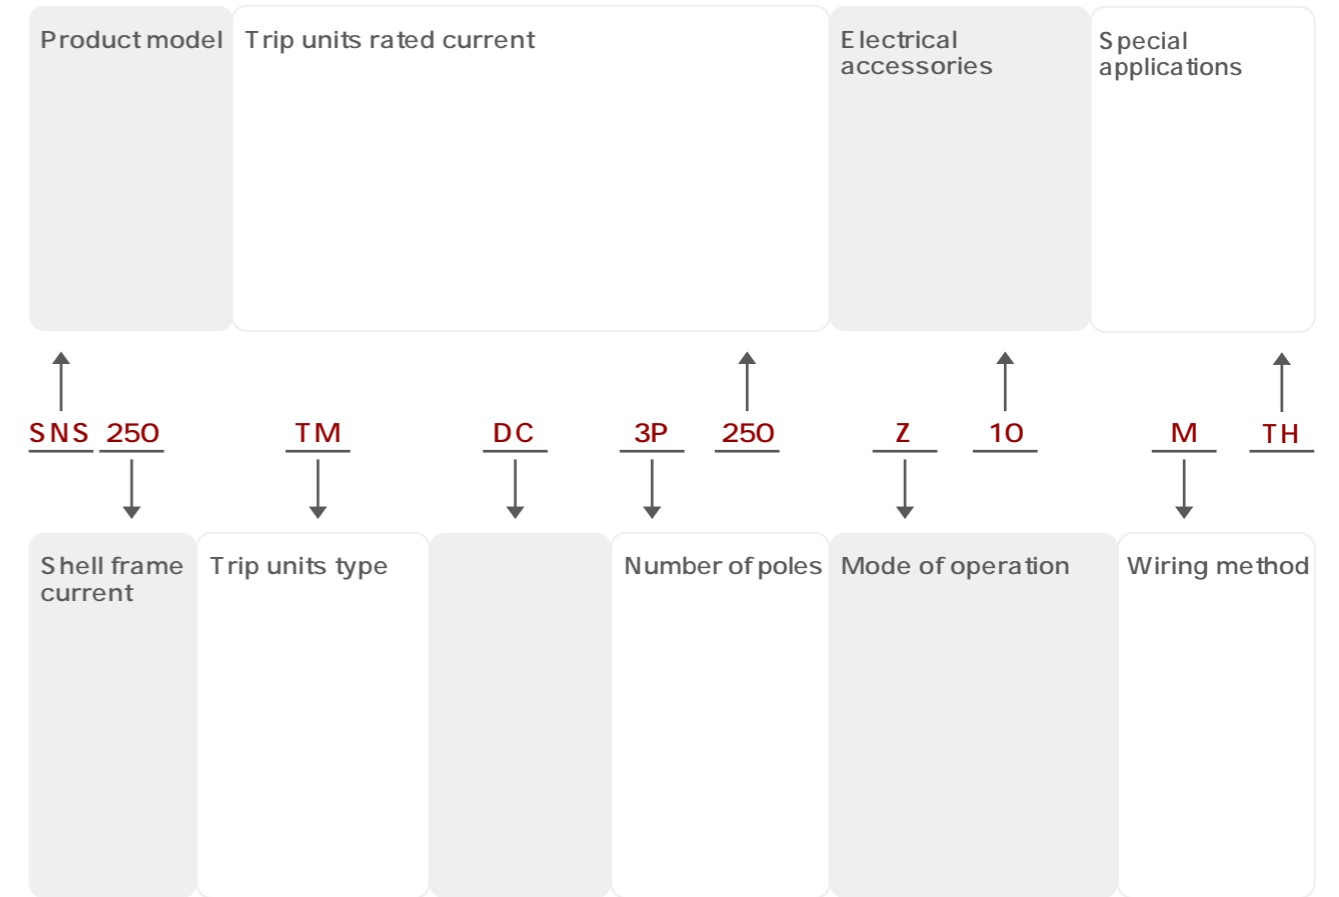 Product model Trip units rated current Electrical accessories Special applications
SNS 250 TM DC 3P 250 Z 10 M TH
Shell frame current Trip units type Number of poles Mode of operation Wiring method